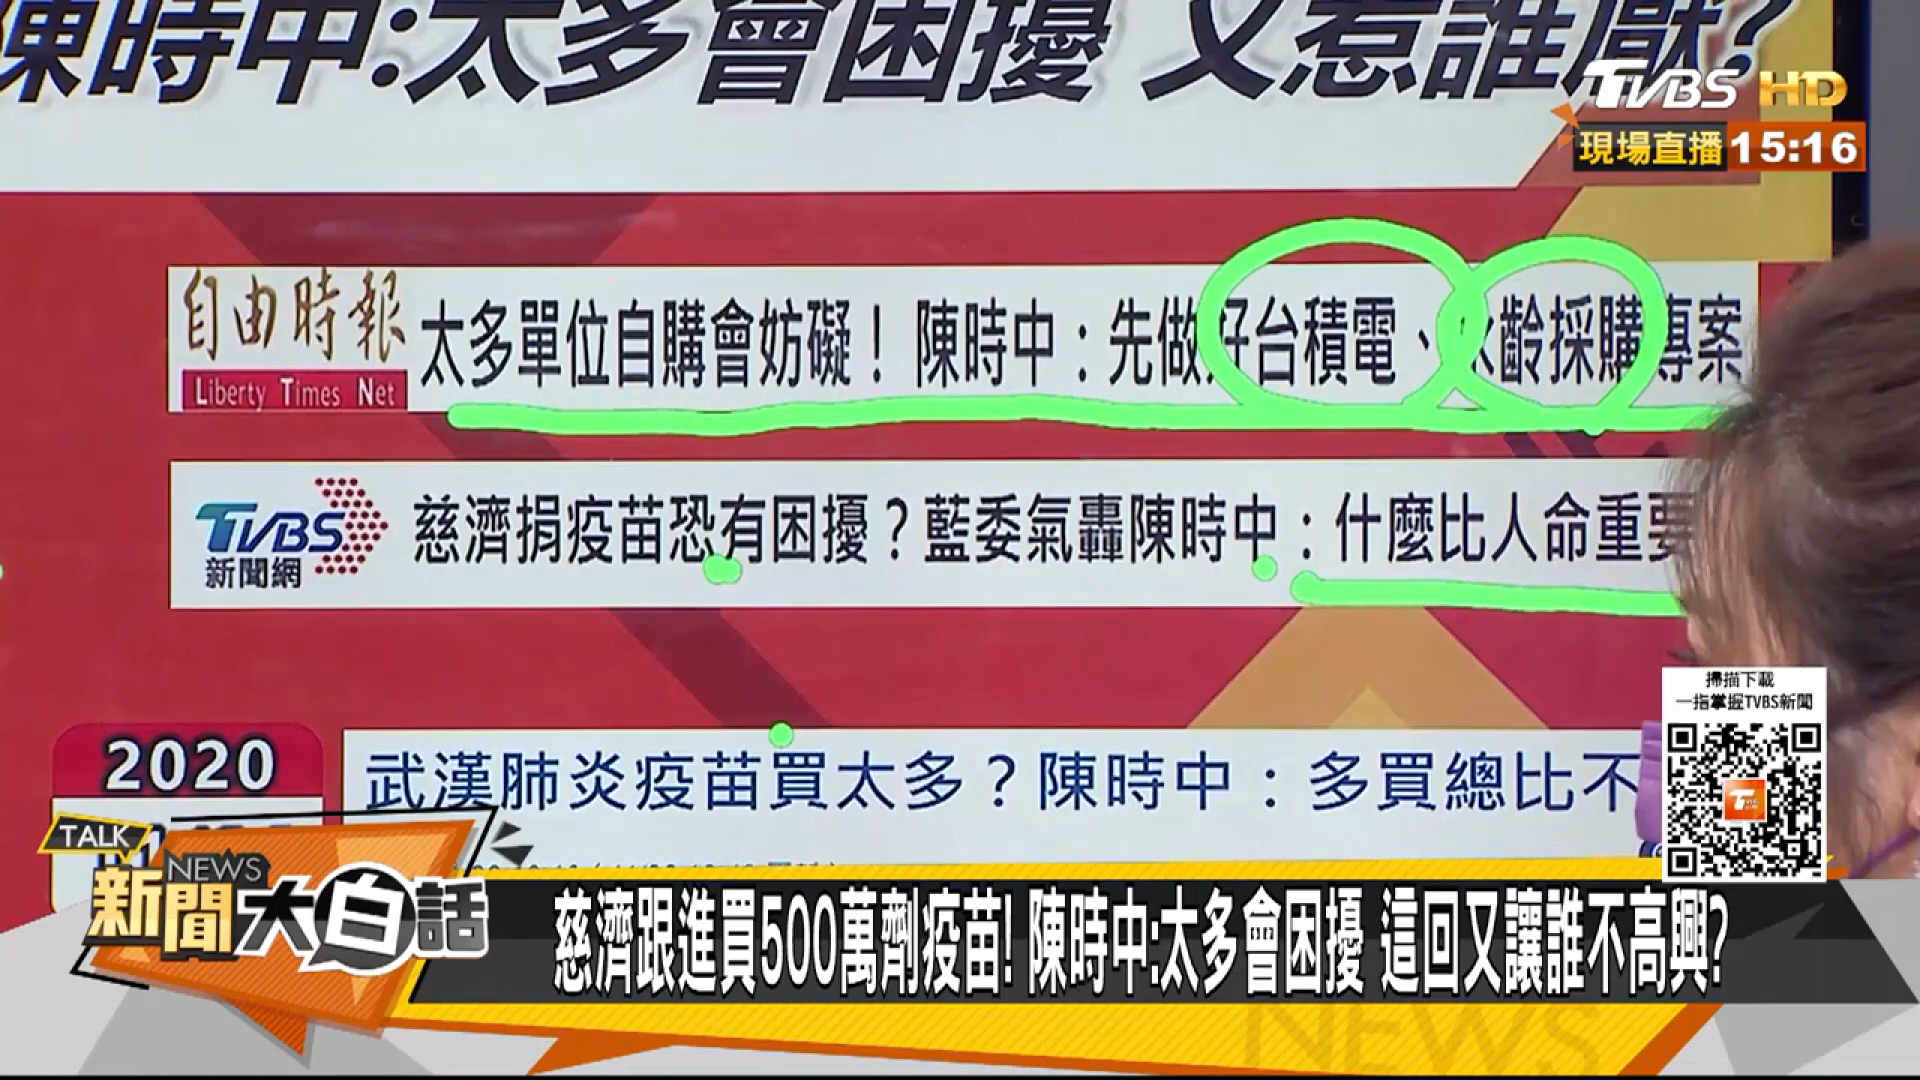 陳時中:太多會困擾 又惹誰厭?
TVBS HD
現場直播 15:16
自由時報
Liberty Times Net
太多單位自購會妨礙！陳時中：先做好台積電、永齡採購專案
TVBS
新聞網
慈濟捐疫苗恐有困擾？藍委氣轟陳時中：什麼比人命重要
掃描下載
一指掌握TVBS新聞
2020
武漢肺炎疫苗買太多？陳時中：多買總比不
TALK
NEWS
新聞大白話
慈濟跟進買500萬劑疫苗! 陳時中:太多會困擾 這回又讓誰不高興?
NEWS